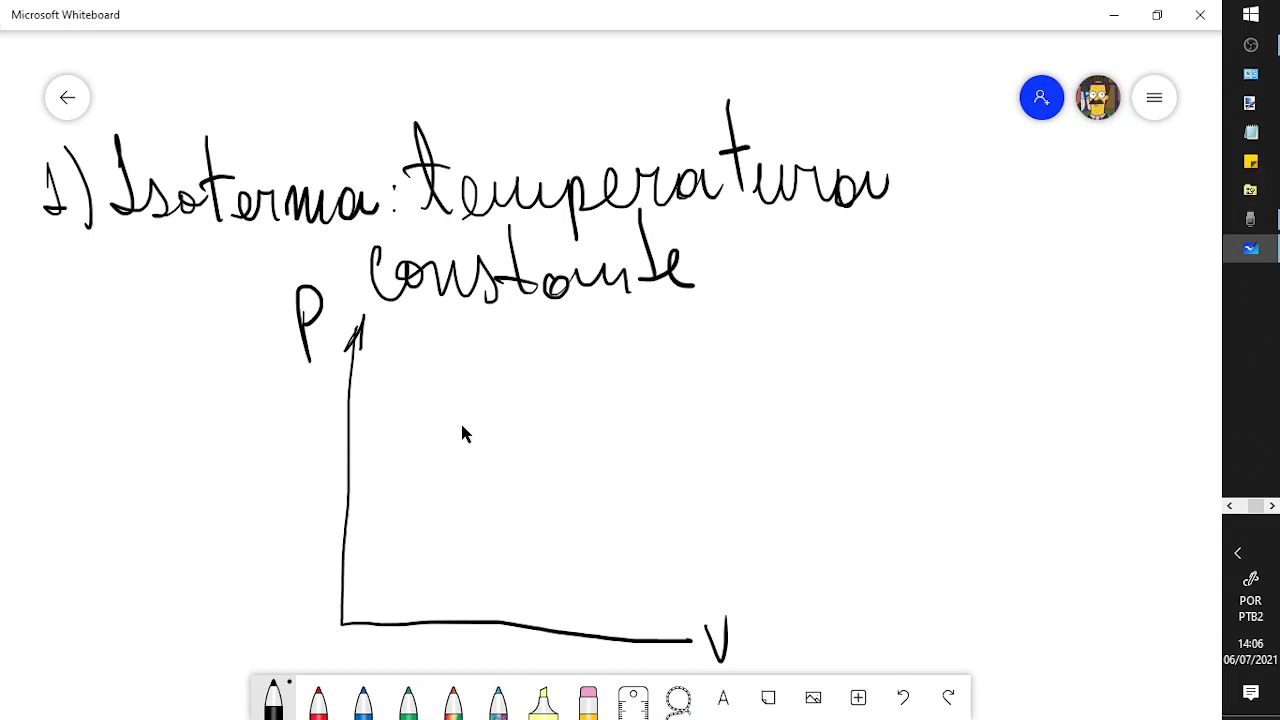 Microsoft Whiteboard
1) Isoterma: temperatura
constante
P
V
A
POR
PTB2
14:06
06/07/2021